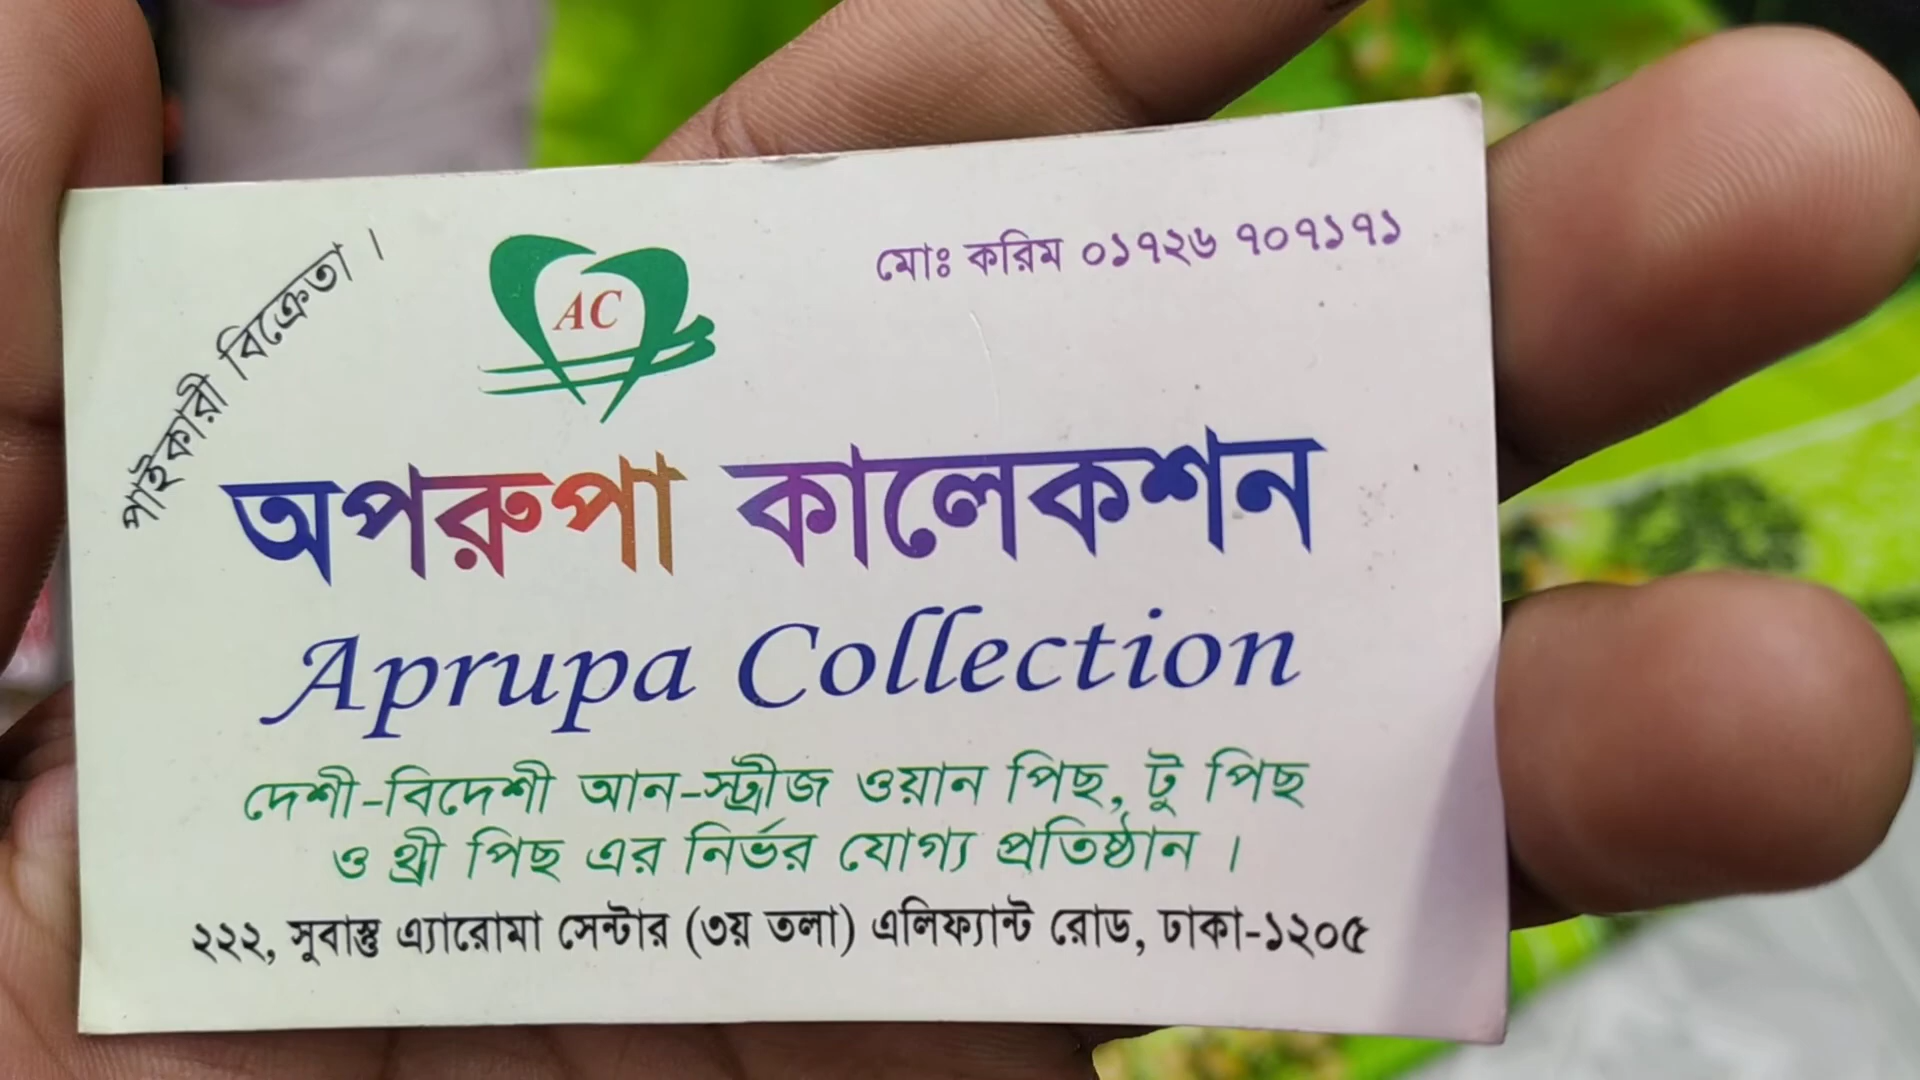 পাইকারী বিক্রেতা।
AC
মোঃ করিম ০১৭২৬ ৭০৭১৭১
অপরুপা কালেকশন
Aprupa Collection
দেশী-বিদেশী আন-স্ট্রীজ ওয়ান পিছ, টু পিছ
ও থ্রী পিছ এর নির্ভর যোগ্য প্রতিষ্ঠান।
২২২, সুবাস্তু এ্যারোমা সেন্টার (৩য় তলা) এলিফ্যান্ট রোড, ঢাকা-১২০৫